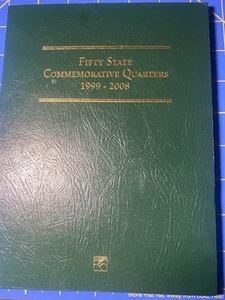 FIFTY STATE
COMMEMORATIVE QUARTERS
1999 - 2008